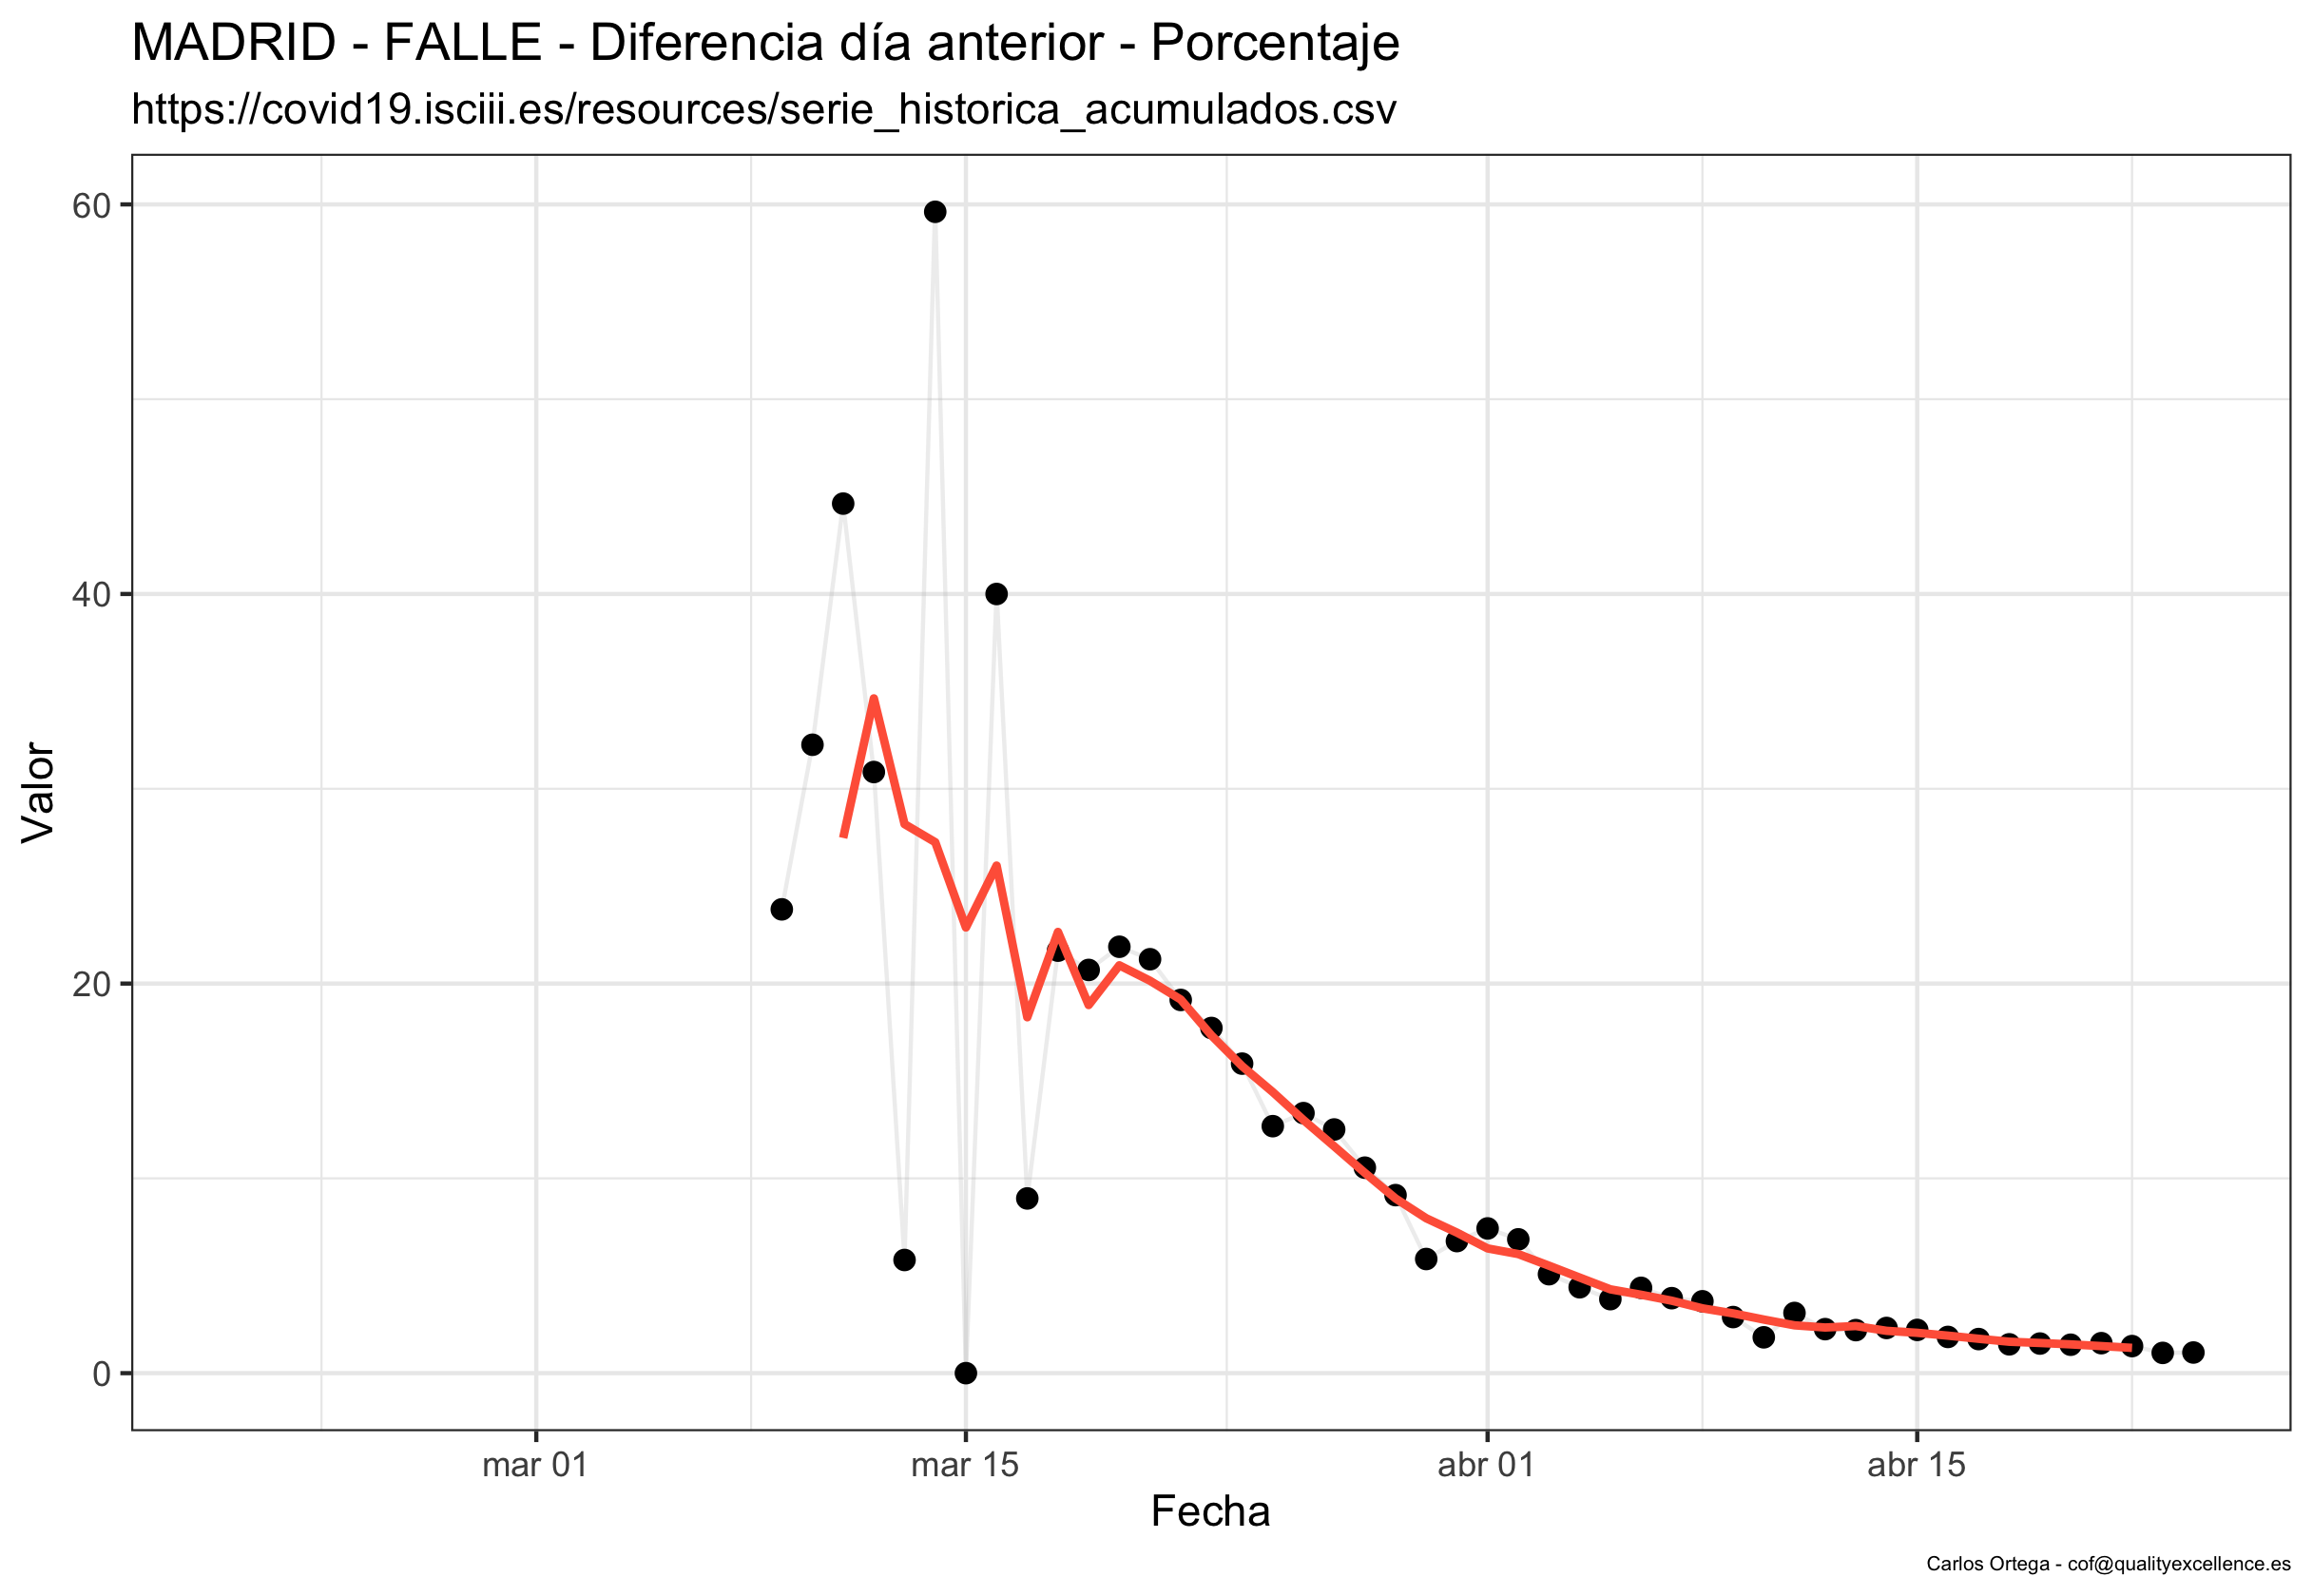 MADRID - FALLE - Diferencia día anterior - Porcentaje
https://covid19.isciii.es/resources/serie_historica_acumulados.csv
60
40
20
0
Valor
mar 01
mar 15
abr 01
abr 15
Fecha
Carlos Ortega - cof@qualityexcellence.es